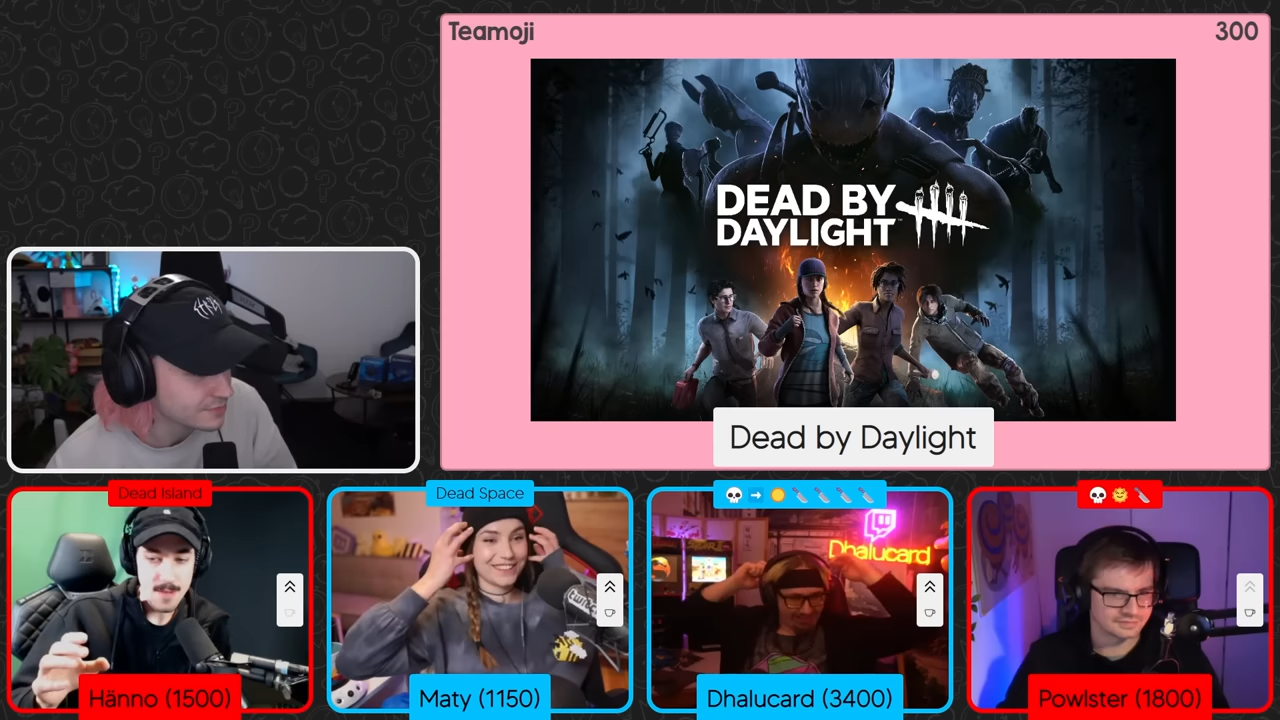 Teamoji
300
DEAD BY
DAYLIGHT
Dead by Daylight
Dead Island
Dead Space
💀 ➡️ ☀️ 🔪 🔪 🔪 🔪
💀 🌞 🔪
Dhalucard
Hänno (1500)
Maty (1150)
Dhalucard (3400)
Powlster (1800)